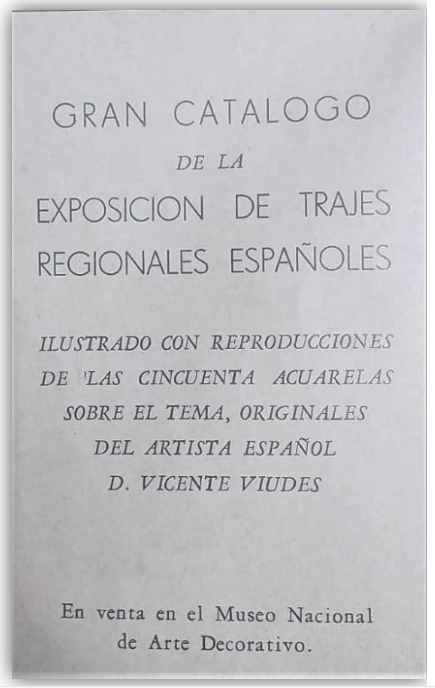 GRAN CATALOGO
DE LA
EXPOSICION DE TRAJES
REGIONALES ESPAÑOLES
ILUSTRADO CON REPRODUCCIONES
DE LAS CINCUENTA ACUARELAS
SOBRE EL TEMA, ORIGINALES
DEL ARTISTA ESPAÑOL
D. VICENTE VIUDES
En venta en el Museo Nacional
de Arte Decorativo.